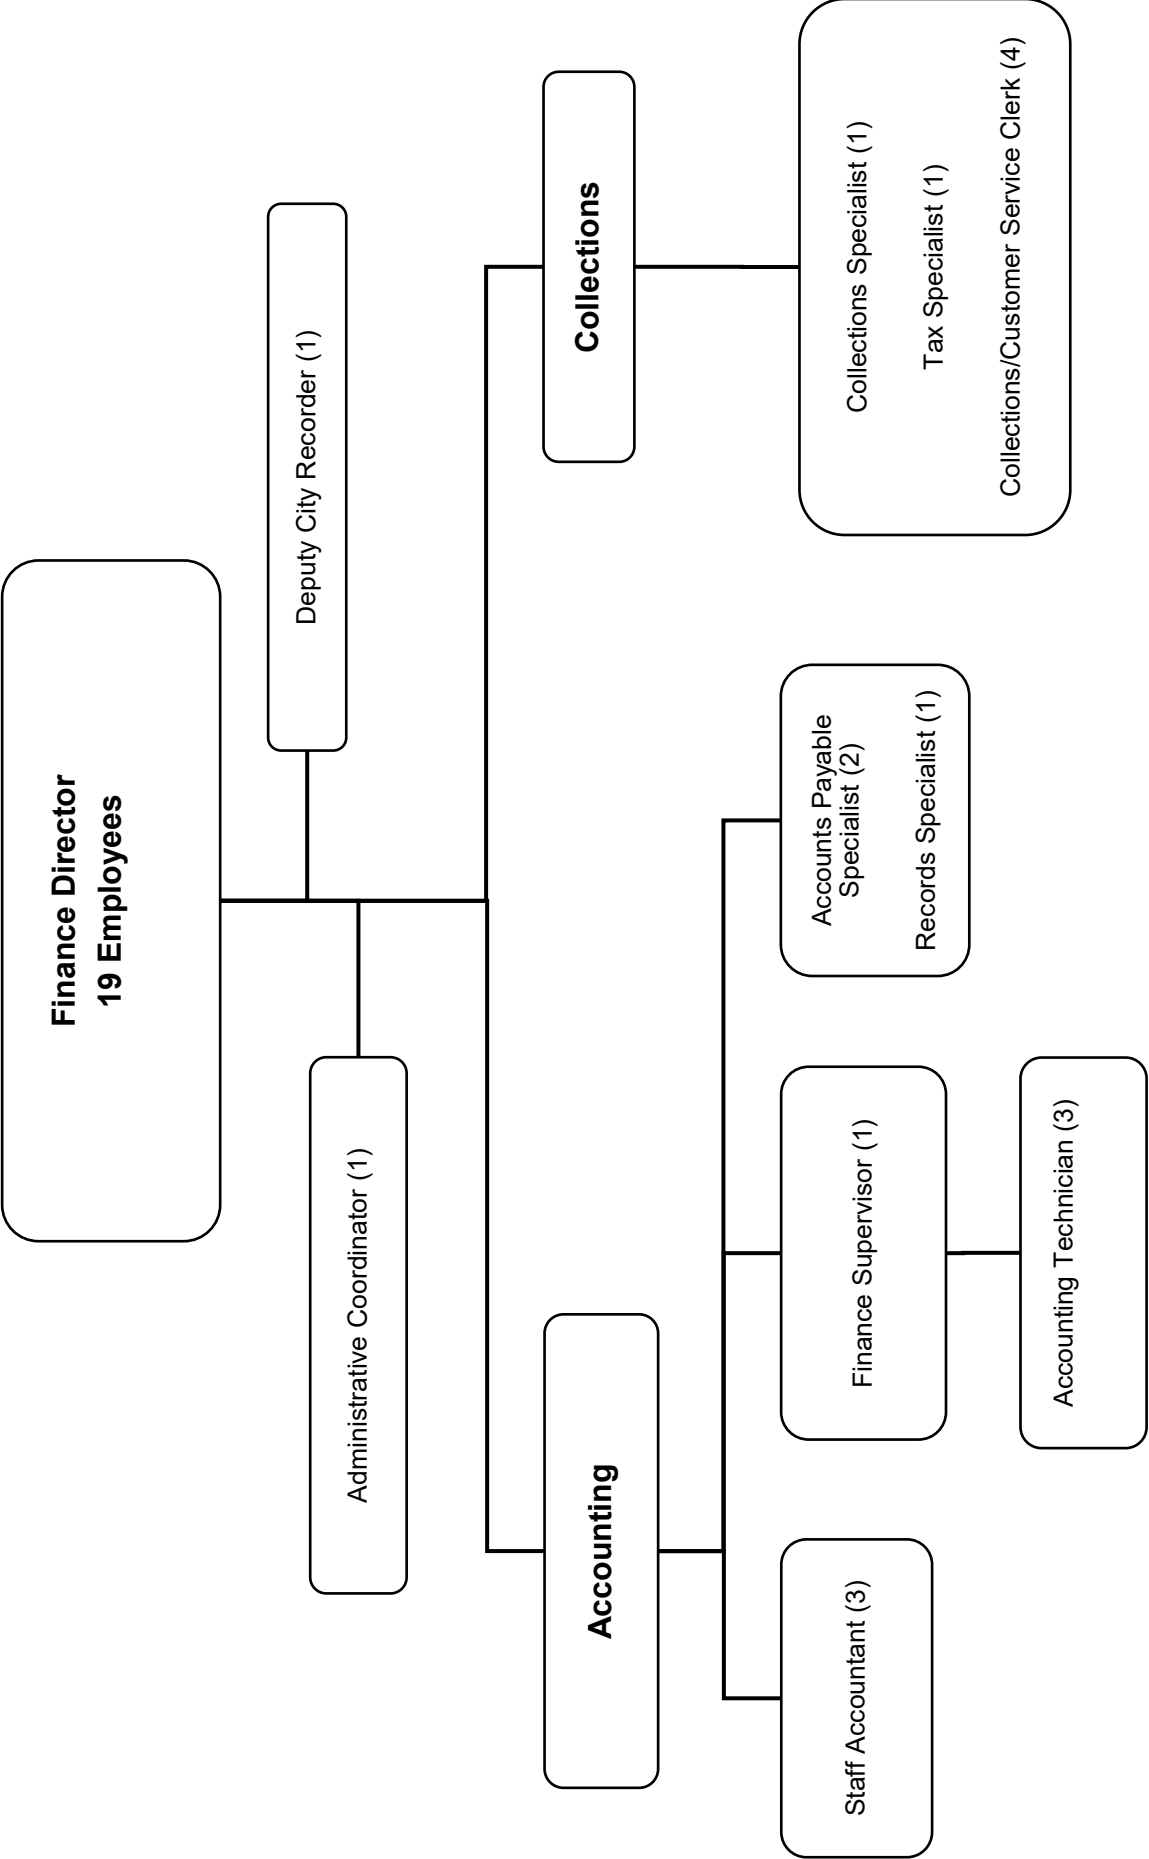 Finance Director
19 Employees
Deputy City Recorder (1)
Administrative Coordinator (1)
Accounting
Collections
Staff Accountant (3)
Finance Supervisor (1)
Accounts Payable
Specialist (2)
Records Specialist (1)
Collections Specialist (1)
Tax Specialist (1)
Collections/Customer Service Clerk (4)
Accounting Technician (3)